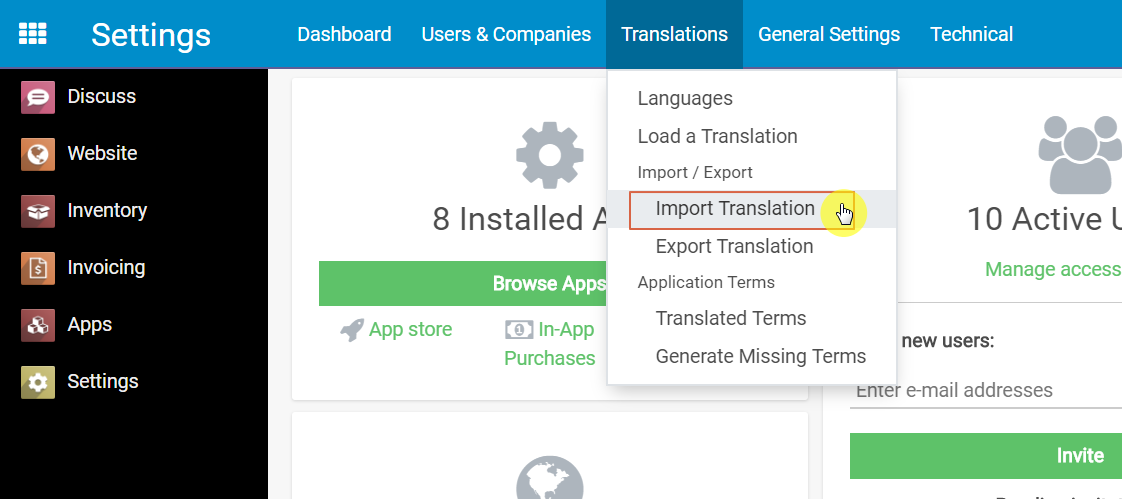 Settings
Dashboard
Users & Companies
Translations
General Settings
Technical
Discuss
Website
Inventory
Invoicing
Apps
Settings
8 Installed A
Browse Apps
App store
In-App
Purchases
Languages
Load a Translation
Import / Export
Import Translation
Export Translation
Application Terms
Translated Terms
Generate Missing Terms
10 Active U
Manage access
new users:
Enter e-mail addresses
Invite